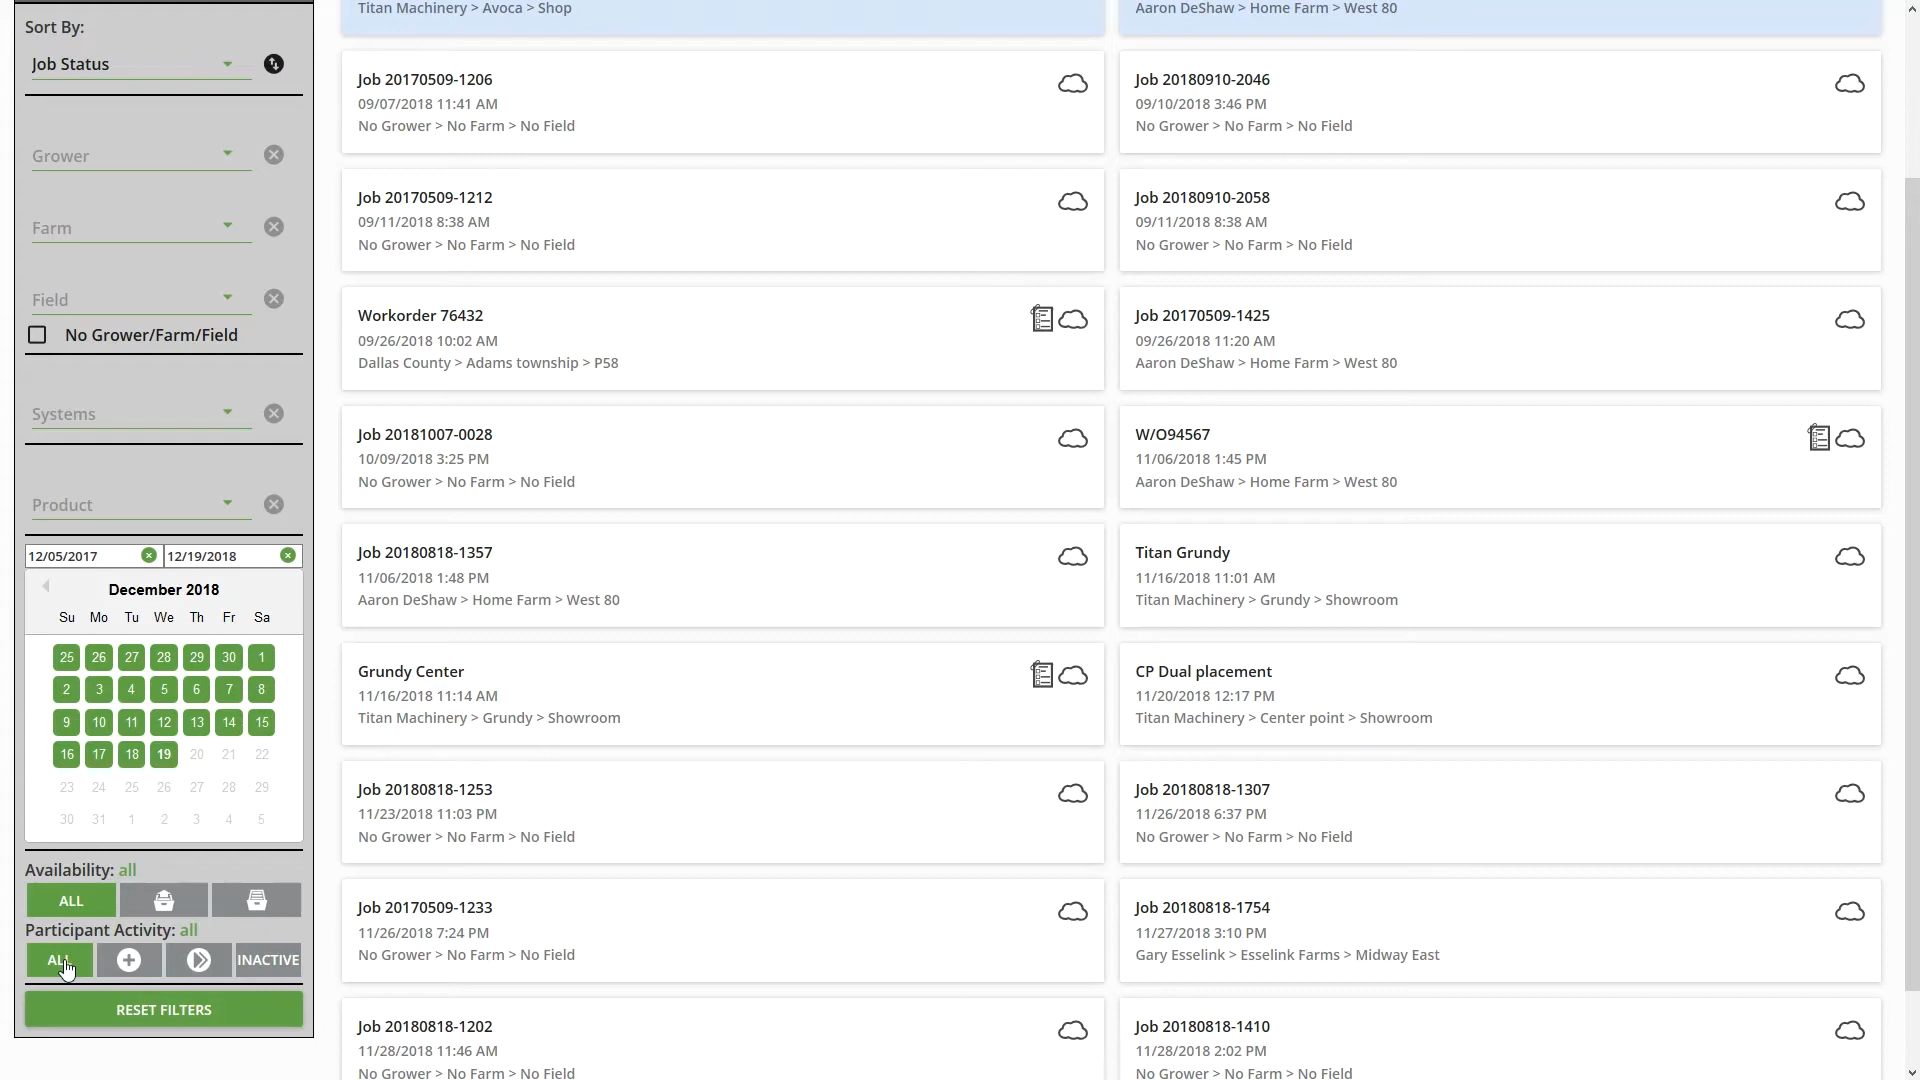 Sort By:
Job Status
Grower
Farm
Field
No Grower/Farm/Field
Systems
Product
12/05/2017 12/19/2018
December 2018
Su Mo Tu We Th Fr Sa
25 26 27 28 29 30 1
2 3 4 5 6 7 8
9 10 11 12 13 14 15
16 17 18 19 20 21 22
23 24 25 26 27 28 29
30 31 1 2 3 4 5
Availability: all
ALL
Participant Activity: all
ALL INACTIVE
RESET FILTERS
Titan Machinery > Avoca > Shop
Aaron DeShaw > Home Farm > West 80
Job 20170509-1206
09/07/2018 11:41 AM
No Grower > No Farm > No Field
Job 20180910-2046
09/10/2018 3:46 PM
No Grower > No Farm > No Field
Job 20170509-1212
09/11/2018 8:38 AM
No Grower > No Farm > No Field
Job 20180910-2058
09/11/2018 8:38 AM
No Grower > No Farm > No Field
Workorder 76432
09/26/2018 10:02 AM
Dallas County > Adams township > P58
Job 20170509-1425
09/26/2018 11:20 AM
Aaron DeShaw > Home Farm > West 80
Job 20181007-0028
10/09/2018 3:25 PM
No Grower > No Farm > No Field
W/O94567
11/06/2018 1:45 PM
Aaron DeShaw > Home Farm > West 80
Job 20180818-1357
11/06/2018 1:48 PM
Aaron DeShaw > Home Farm > West 80
Titan Grundy
11/16/2018 11:01 AM
Titan Machinery > Grundy > Showroom
Grundy Center
11/16/2018 11:14 AM
Titan Machinery > Grundy > Showroom
CP Dual placement
11/20/2018 12:17 PM
Titan Machinery > Center point > Showroom
Job 20180818-1253
11/23/2018 11:03 PM
No Grower > No Farm > No Field
Job 20180818-1307
11/26/2018 6:37 PM
No Grower > No Farm > No Field
Job 20170509-1233
11/26/2018 7:24 PM
No Grower > No Farm > No Field
Job 20180818-1754
11/27/2018 3:10 PM
Gary Esselink > Esselink Farms > Midway East
Job 20180818-1202
11/28/2018 11:46 AM
No Grower > No Farm > No Field
Job 20180818-1410
11/28/2018 2:02 PM
No Grower > No Farm > No Field